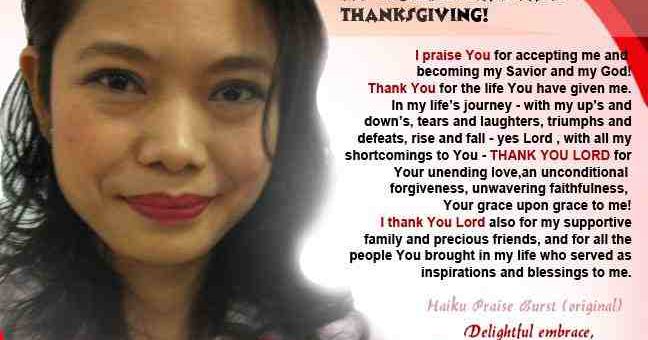 THANKSGIVING!
I praise You for accepting me and
becoming my Savior and my God!
Thank You for the life You have given me.
In my life's journey - with my up's and
down's, tears and laughters, triumphs and
defeats, rise and fall - yes Lord , with all my
shortcomings to You - THANK YOU LORD for
Your unending love,an unconditional
forgiveness, unwavering faithfulness,
Your grace upon grace to me!
I thank You Lord also for my supportive
family and precious friends, and for all the
people You brought in my life who served as
inspirations and blessings to me.
Haiku Praise Burst (original)
Delightful embrace,